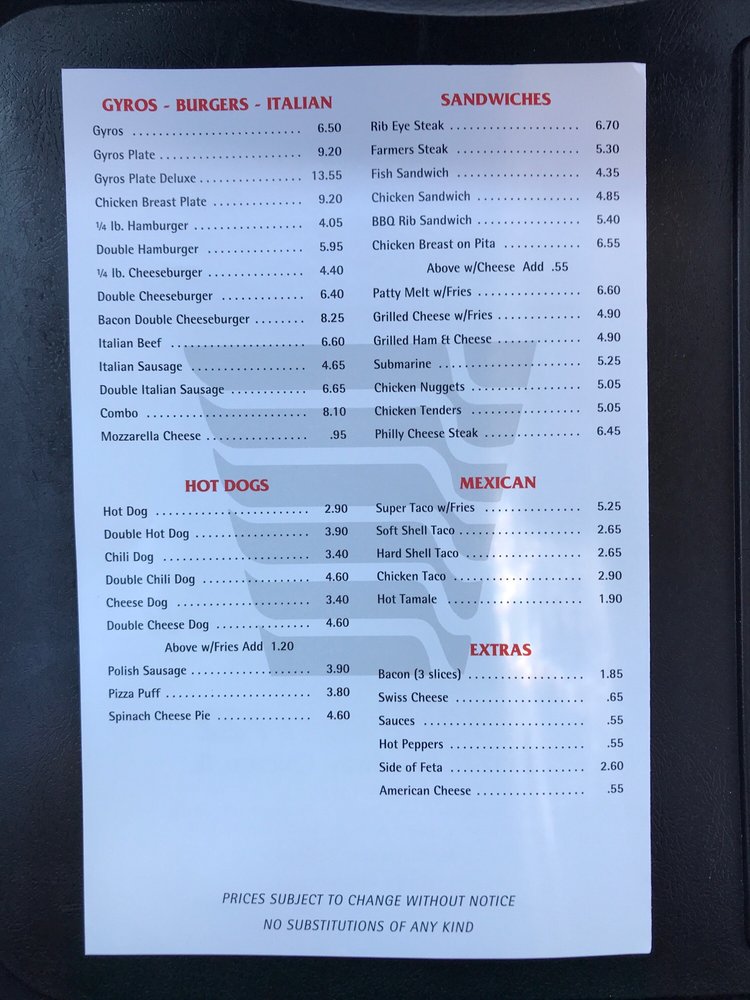 GYROS - BURGERS - ITALIAN
Gyros ......................... 6.50
Gyros Plate ...................... 9.20
Gyros Plate Deluxe ................ 13.55
Chicken Breast Plate .............. 9.20
¼ lb. Hamburger ................. 4.05
Double Hamburger ............... 5.95
¼ lb. Cheeseburger ............... 4.40
Double Cheeseburger ............. 6.40
Bacon Double Cheeseburger ........ 8.25
Italian Beef ..................... 6.60
Italian Sausage ................... 4.65
Double Italian Sausage ............ 6.65
Combo ........................ 8.10
Mozzarella Cheese ................ .95
HOT DOGS
Hot Dog ....................... 2.90
Double Hot Dog .................. 3.90
Chili Dog ...................... 3.40
Double Chili Dog ................. 4.60
Cheese Dog .................... 3.40
Double Cheese Dog ............... 4.60
Above w/Fries Add 1.20
Polish Sausage ................... 3.90
Pizza Puff ...................... 3.80
Spinach Cheese Pie ............... 4.60
SANDWICHES
Rib Eye Steak .................... 6.70
Farmers Steak ................... 5.30
Fish Sandwich ................... 4.35
Chicken Sandwich ................ 4.85
BBQ Rib Sandwich ................ 5.40
Chicken Breast on Pita ............ 6.55
Above w/Cheese Add .55
Patty Melt w/Fries ................ 6.60
Grilled Cheese w/Fries ............. 4.90
Grilled Ham & Cheese ............. 4.90
Submarine ...................... 5.25
Chicken Nuggets ................. 5.05
Chicken Tenders ................. 5.05
Philly Cheese Steak ............... 6.45
MEXICAN
Super Taco w/Fries ............... 5.25
Soft Shell Taco ................... 2.65
Hard Shell Taco .................. 2.65
Chicken Taco .................... 2.90
Hot Tamale ..................... 1.90
EXTRAS
Bacon (3 slices) .................. 1.85
Swiss Cheese .................... .65
Sauces ......................... .55
Hot Peppers ..................... .55
Side of Feta ..................... 2.60
American Cheese ................. .55
PRICES SUBJECT TO CHANGE WITHOUT NOTICE
NO SUBSTITUTIONS OF ANY KIND